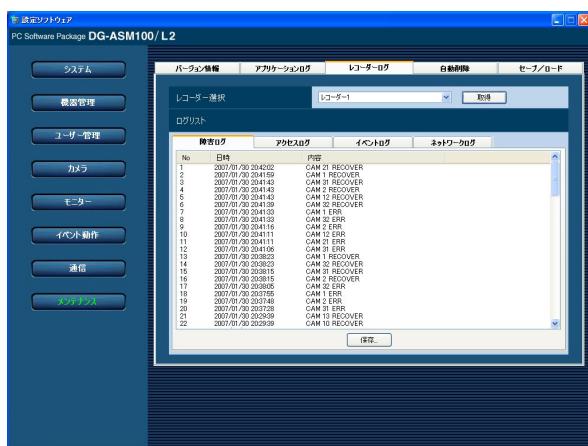 設定ソフトウェア
PC Software Package DG-ASM100/ L2
システム
機器管理
ユーザー管理
カメラ
モニター
イベント動作
通信
メンテナンス
バージョン情報 アプリケーションログ レコーダーログ 自動削除 セーブ/ロード
レコーダー選択 レコーダー1 取得
ログリスト
障害ログ アクセスログ イベントログ ネットワークログ
No 日時 内容
1 2007/01/30 20:42:02 CAM 21 RECOVER
2 2007/01/30 20:41:59 CAM 1 RECOVER
3 2007/01/30 20:41:43 CAM 31 RECOVER
4 2007/01/30 20:41:43 CAM 2 RECOVER
5 2007/01/30 20:41:43 CAM 12 RECOVER
6 2007/01/30 20:41:39 CAM 32 RECOVER
7 2007/01/30 20:41:33 CAM 1 ERR
8 2007/01/30 20:41:33 CAM 32 ERR
9 2007/01/30 20:41:16 CAM 2 ERR
10 2007/01/30 20:41:11 CAM 12 ERR
11 2007/01/30 20:41:11 CAM 21 ERR
12 2007/01/30 20:41:06 CAM 31 ERR
13 2007/01/30 20:38:23 CAM 1 RECOVER
14 2007/01/30 20:38:23 CAM 32 RECOVER
15 2007/01/30 20:38:15 CAM 31 RECOVER
16 2007/01/30 20:38:15 CAM 2 RECOVER
17 2007/01/30 20:38:05 CAM 32 ERR
18 2007/01/30 20:37:55 CAM 1 ERR
19 2007/01/30 20:37:48 CAM 2 ERR
20 2007/01/30 20:37:28 CAM 31 ERR
21 2007/01/30 20:29:39 CAM 13 RECOVER
22 2007/01/30 20:29:39 CAM 10 RECOVER
保存...